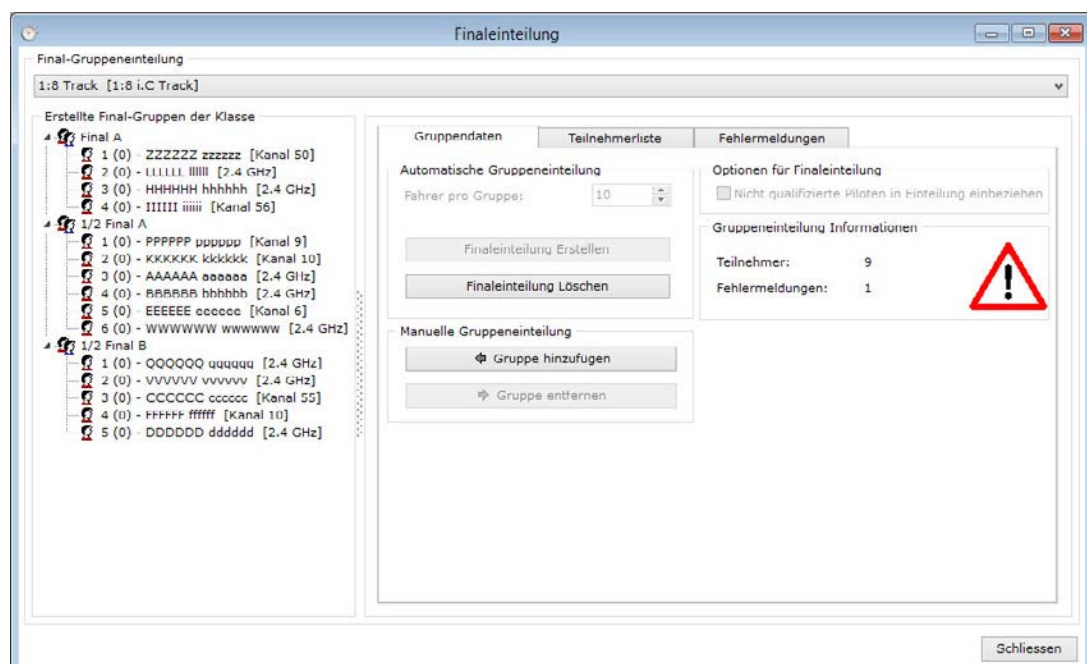 Finaleinteilung
Final-Gruppeneinteilung
1:8 Track [1:8 i.C Track]
Erstellte Final-Gruppen der Klasse
Final A
1 (0) - ZZZZZZ zzzzzz [Kanal 50]
2 (0) - LLLLLL llllll [2.4 GHz]
3 (0) - HHHHHH hhhhhh [2.4 GHz]
4 (0) - IIIIII iiiiii [Kanal 56]
1/2 Final A
1 (0) - PPPPPP pppppp [Kanal 9]
2 (0) - KKKKKK kkkkkk [Kanal 10]
3 (0) - AAAAAA aaaaaa [2.4 GHz]
4 (0) - BBBBBB bbbbbb [2.4 GHz]
5 (0) - EEEEEE eeeeee [Kanal 6]
6 (0) - WWWWWW wwwwww [2.4 GHz]
1/2 Final B
1 (0) - QQQQQQ qqqqqq [2.4 GHz]
2 (0) - VVVVVV vvvvvv [2.4 GHz]
3 (0) - CCCCCC cccccc [Kanal 55]
4 (0) - FFFFFF ffffff [Kanal 10]
5 (0) - DDDDDD dddddd [2.4 GHz]
Gruppendaten
Teilnehmerliste
Fehlermeldungen
Automatische Gruppeneinteilung
Fahrer pro Gruppe: 10
Finaleinteilung Erstellen
Finaleinteilung Löschen
Manuelle Gruppeneinteilung
Gruppe hinzufügen
Gruppe entfernen
Optionen für Finaleinteilung
Nicht qualifizierte Piloten in Einteilung einbeziehen
Gruppeneinteilung Informationen
Teilnehmer: 9
Fehlermeldungen: 1
Schliessen